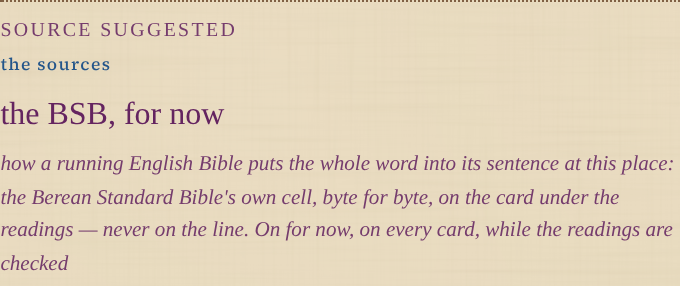 SOURCE SUGGESTED
the sources
the BSB, for now
how a running English Bible puts the whole word into its sentence at this place:
the Berean Standard Bible's own cell, byte for byte, on the card under the
readings — never on the line. On for now, on every card, while the readings are
checked